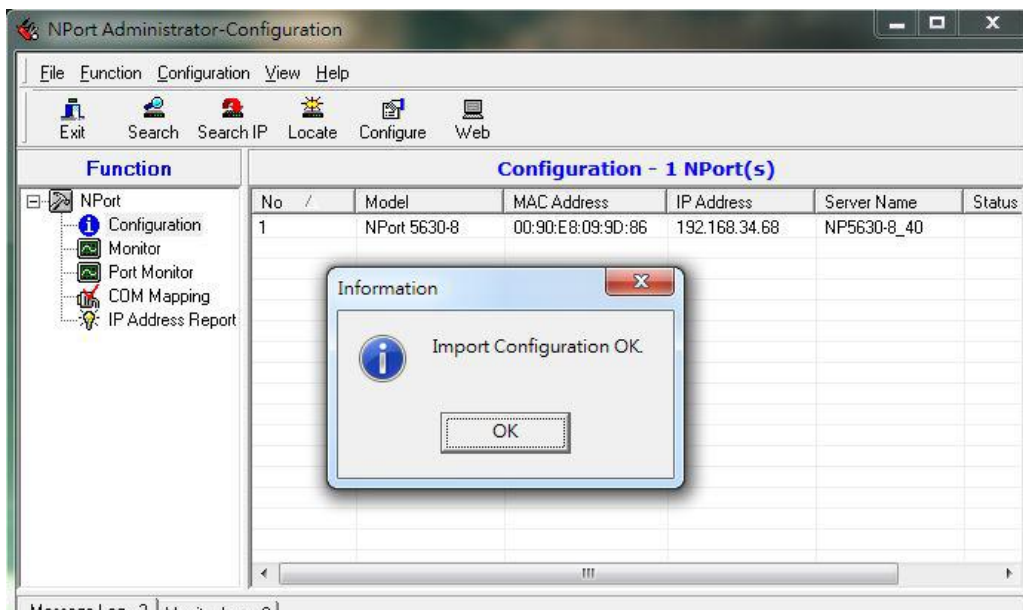 NPort Administrator-Configuration
File Function Configuration View Help
Exit Search Search IP Locate Configure Web
Function
Configuration - 1 NPort(s)
NPort
Configuration
Monitor
Port Monitor
COM Mapping
IP Address Report
No Model MAC Address IP Address Server Name Status
1 NPort 5630-8 00:90:E8:09:9D:86 192.168.34.68 NP5630-8_40
Information
Import Configuration OK.
OK